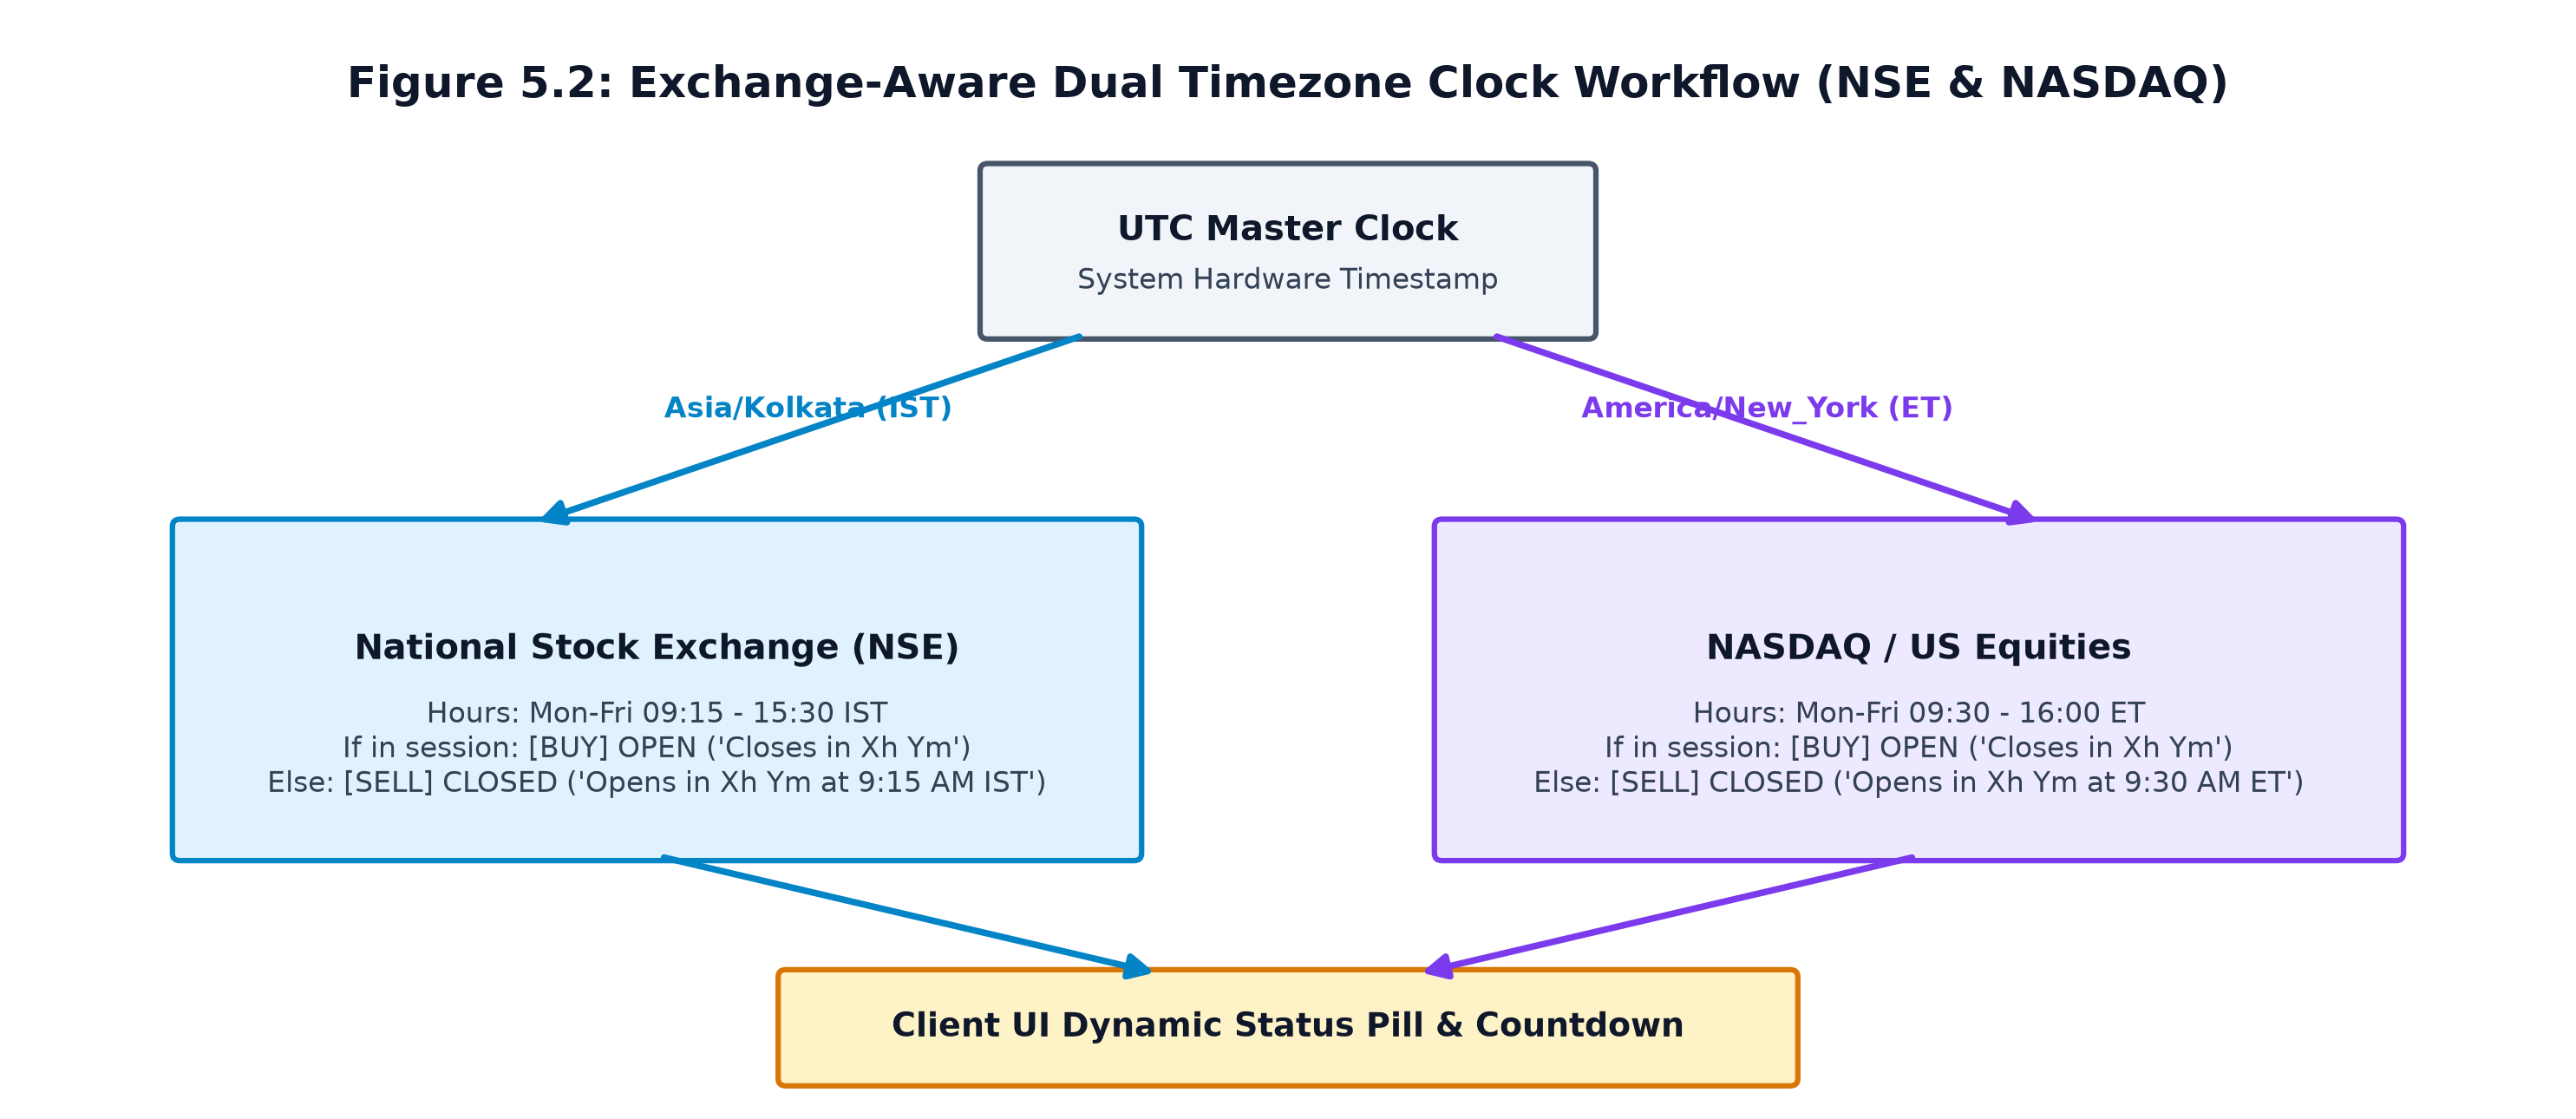 Figure 5.2: Exchange-Aware Dual Timezone Clock Workflow (NSE & NASDAQ)
UTC Master Clock
System Hardware Timestamp
Asia/Kolkata (IST)
America/New_York (ET)
National Stock Exchange (NSE)
Hours: Mon-Fri 09:15 - 15:30 IST
If in session: [BUY] OPEN ('Closes in Xh Ym')
Else: [SELL] CLOSED ('Opens in Xh Ym at 9:15 AM IST')
NASDAQ / US Equities
Hours: Mon-Fri 09:30 - 16:00 ET
If in session: [BUY] OPEN ('Closes in Xh Ym')
Else: [SELL] CLOSED ('Opens in Xh Ym at 9:30 AM ET')
Client UI Dynamic Status Pill & Countdown